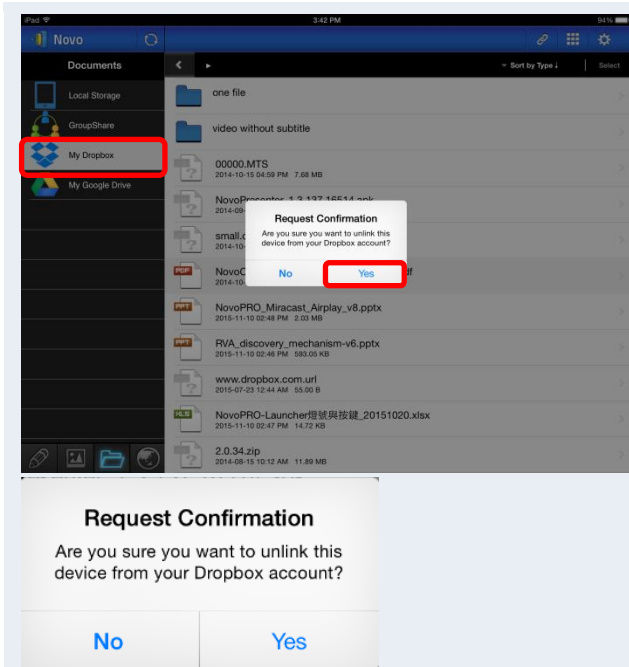 iPad
3:42 PM
94%
Novo
Documents
Sort by Type↓
Select
Local Storage
GroupShare
My Dropbox
My Google Drive
one file
video without subtitle
00000.MTS
2014-10-15 04:59 PM 7.68 MB
NovoPresenter_1.3.137.16514.apk
2014-09-
small.
2014-10-
PDF
NovoC
df
2014-10-
PPT
NovoPRO_Miracast_Airplay_v8.pptx
2015-11-10 02:48 PM 2.03 MB
PPT
RVA_discovery_mechanism-v6.pptx
2015-11-10 02:46 PM 593.05 KB
www.dropbox.com.url
2015-07-23 12:44 AM 55.00 B
XLS
NovoPRO-Launcher燈號與按鍵_20151020.xlsx
2015-11-10 02:47 PM 14.72 KB
2.0.34.zip
2014-08-15 10:12 AM 11.89 MB
Request Confirmation
Are you sure you want to unlink this
device from your Dropbox account?
No Yes
Request Confirmation
Are you sure you want to unlink this
device from your Dropbox account?
No Yes